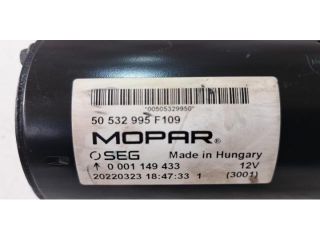 "00505329950"
50 532 995 F109
MOPAR®
SEG Made in Hungary
↑ 0 001 149 433 12V
20220323 18:47:33 1 (3001)